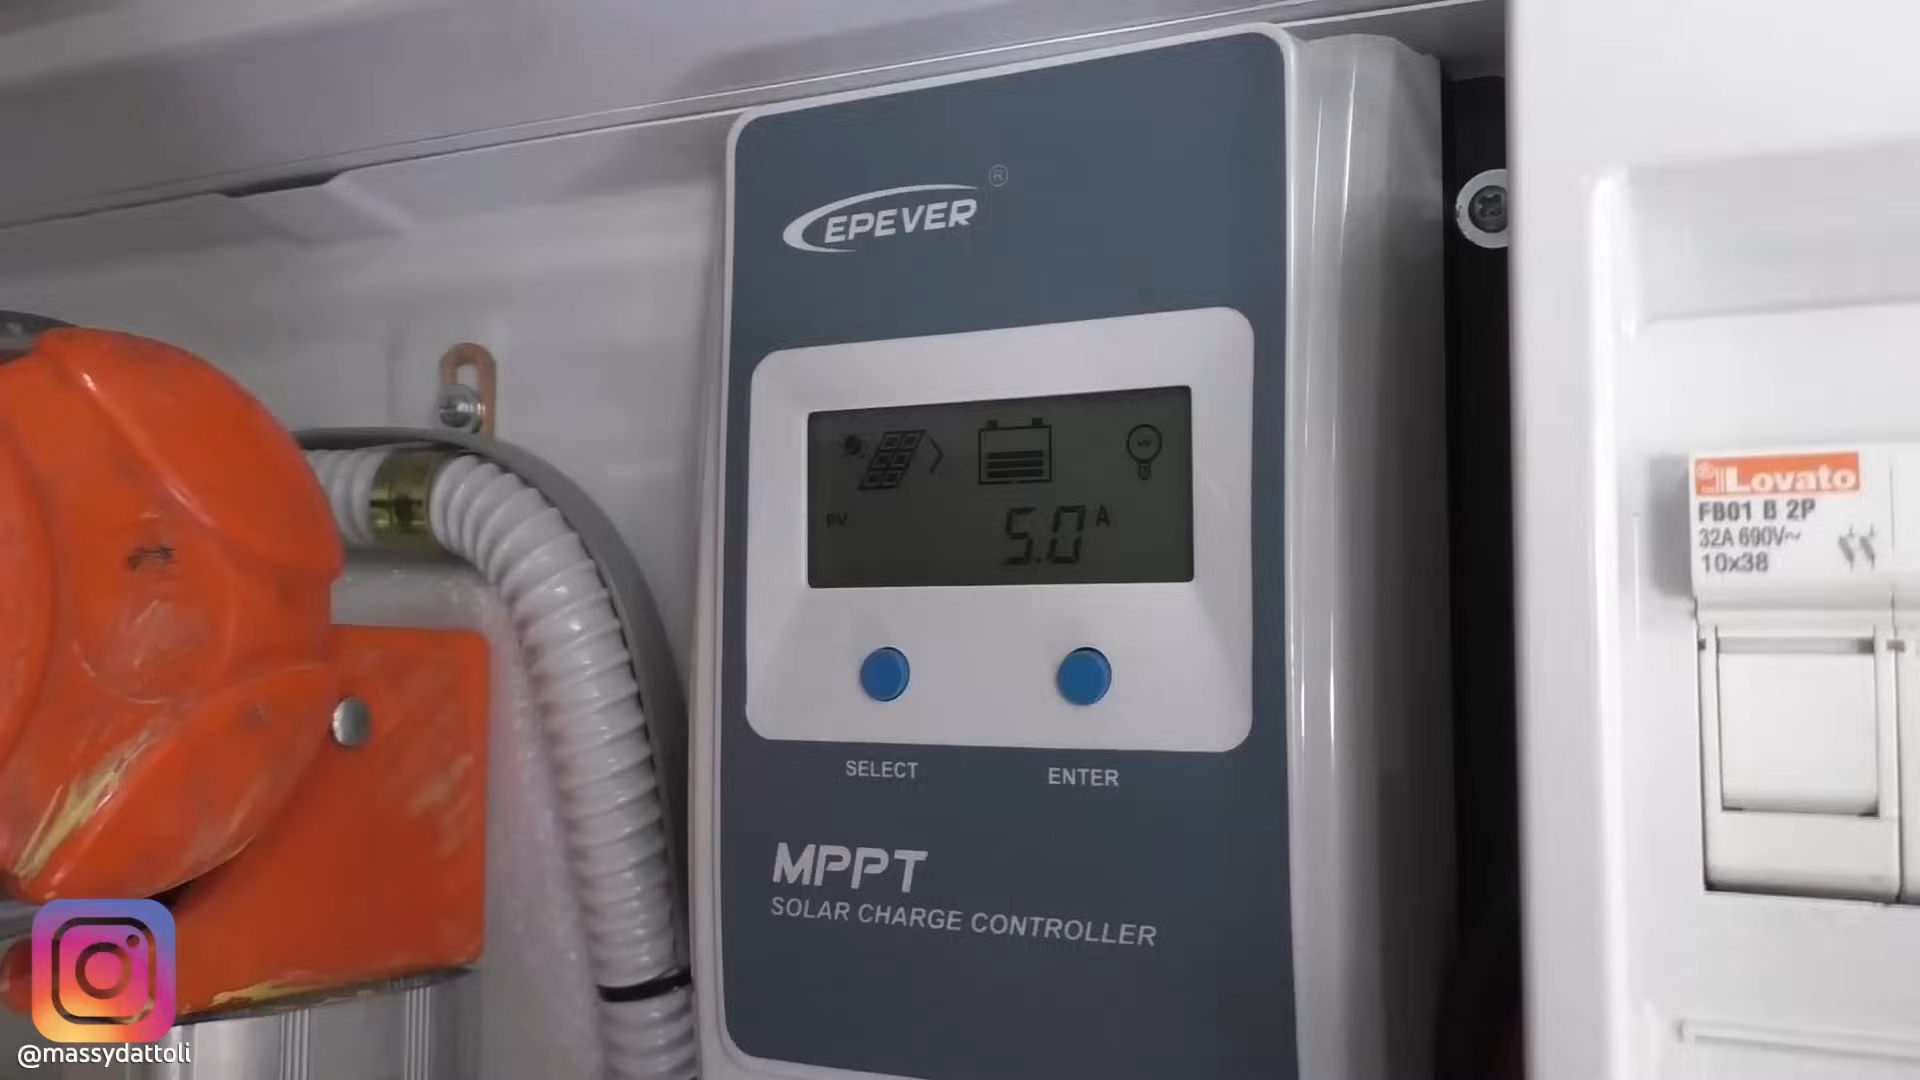 EPEVER ®
PV 5.0 A
SELECT ENTER
MPPT
SOLAR CHARGE CONTROLLER
Lovato
FB01 B 2P
32A 690V~
10x38
@massydattoli